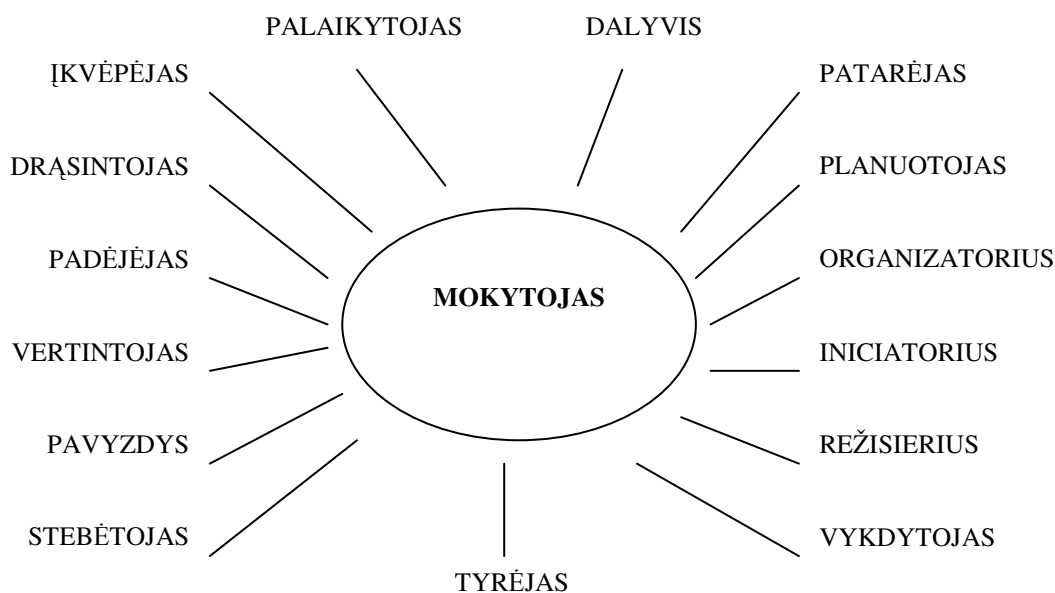 PALAIKYTOJAS DALYVIS
ĮKVĖPĖJAS PATARĖJAS
DRĄSINTOJAS PLANUOTOJAS
PADĖJĖJAS ORGANIZATORIUS
MOKYTOJAS
VERTINTOJAS INICIATORIUS
PAVYZDYS REŽISIERIUS
STEBĖTOJAS VYKDYTOJAS
TYRĖJAS